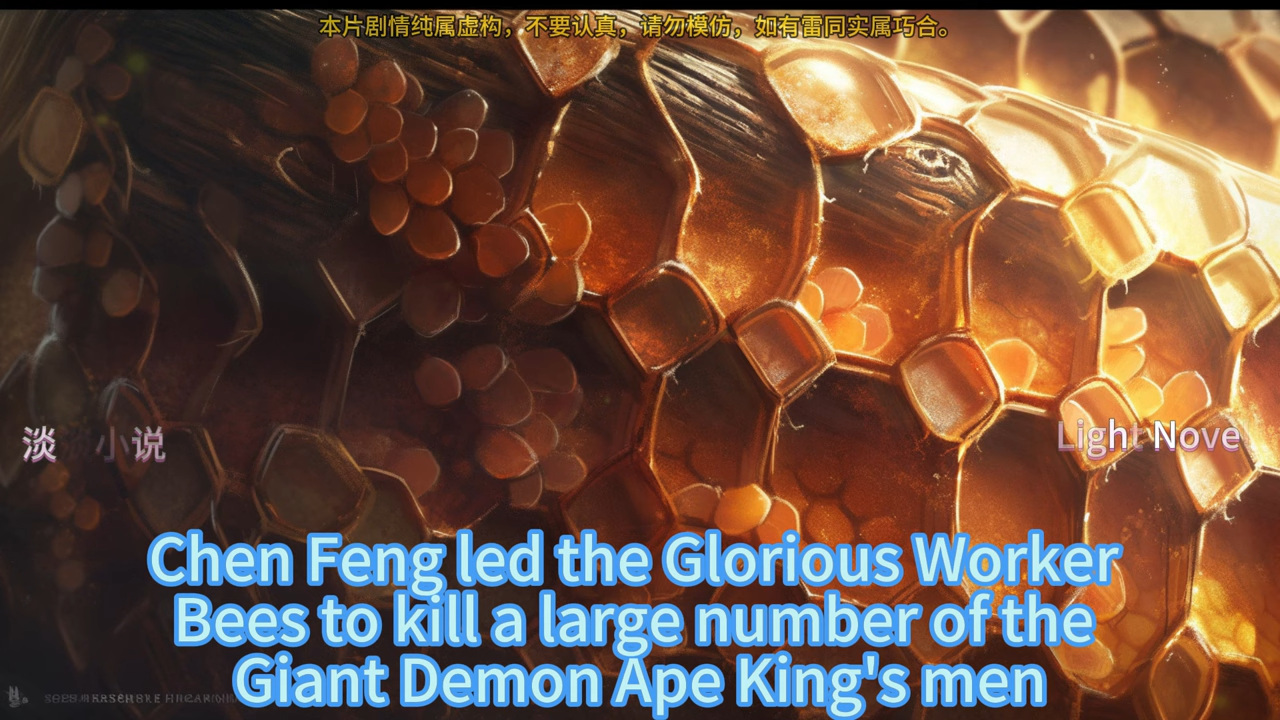 本片剧情纯属虚构，不要认真，请勿模仿，如有雷同实属巧合。
淡 小说
Light Nove
Chen Feng led the Glorious Worker
Bees to kill a large number of the
Giant Demon Ape King's men